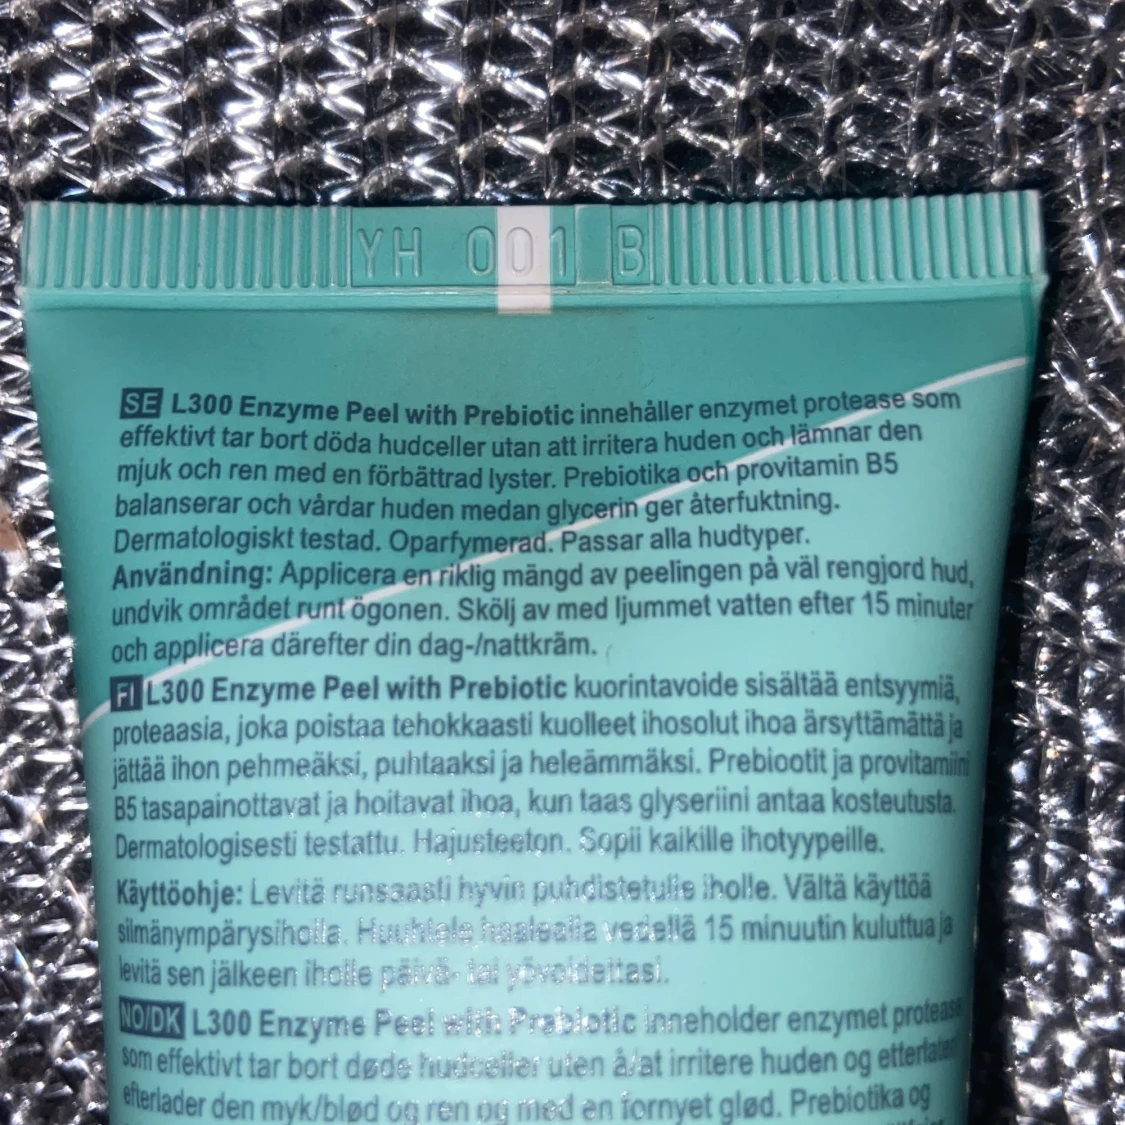 YH 001 B
SE L300 Enzyme Peel with Prebiotic innehåller enzymet protease som
effektivt tar bort döda hudceller utan att irritera huden och lämnar den
mjuk och ren med en förbättrad lyster. Prebiotika och provitamin B5
balanserar och vårdar huden medan glycerin ger återfuktning.
Dermatologiskt testad. Oparfymerad. Passar alla hudtyper.
Användning: Applicera en riklig mängd av peelingen på väl rengjord hud,
undvik området runt ögonen. Skölj av med ljummet vatten efter 15 minuter
och applicera därefter din dag-/nattkräm.
FI L300 Enzyme Peel with Prebiotic kuorintavoide sisältää entsyymiä,
proteaasia, joka poistaa tehokkaasti kuolleet ihosolut ihoa ärsyttämättä ja
jättää ihon pehmeäksi, puhtaaksi ja heleämmäksi. Prebiootit ja provitamiini
B5 tasapainottavat ja hoitavat ihoa, kun taas glyseriini antaa kosteutusta.
Dermatologisesti testattu. Hajusteeton. Sopii kaikille ihotyypeille.
Käyttöohje: Levitä runsaasti hyvin puhdistetulle iholle. Vältä käyttöä
silmänympärysiholla. Huuhtele haalealla vedellä 15 minuutin kuluttua ja
levitä sen jälkeen iholle päivä- tai yövoidettasi.
NO/DK L300 Enzyme Peel with Prebiotic inneholder enzymet protease
som effektivt tar bort døde hudceller uten å/at irritere huden og etterlater
efterlader den myk/blød og ren og med en fornyet glød. Prebiotika og